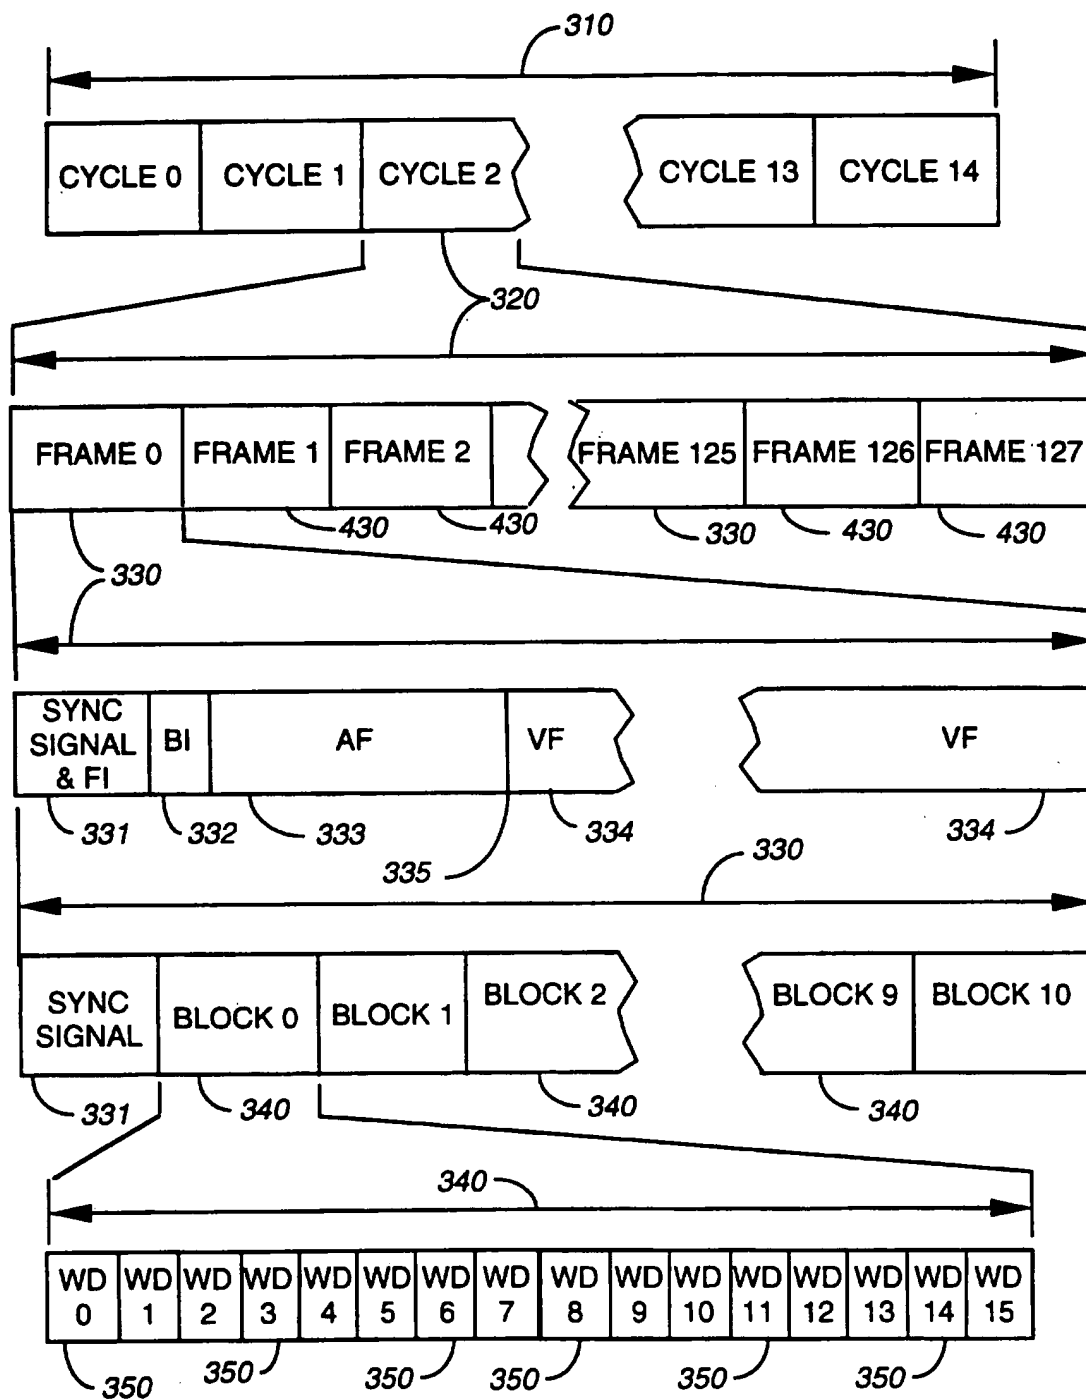 310
CYCLE 0 CYCLE 1 CYCLE 2 CYCLE 13 CYCLE 14
320
FRAME 0 FRAME 1 FRAME 2 FRAME 125 FRAME 126 FRAME 127
430 430 330 430 430
330
SYNC SIGNAL & FI BI AF VF VF
331 332 333 334 334
335 330
SYNC SIGNAL BLOCK 0 BLOCK 1 BLOCK 2 BLOCK 9 BLOCK 10
331 340 340 340
340
WD 0 WD 1 WD 2 WD 3 WD 4 WD 5 WD 6 WD 7 WD 8 WD 9 WD 10 WD 11 WD 12 WD 13 WD 14 WD 15
350 350 350 350 350 350